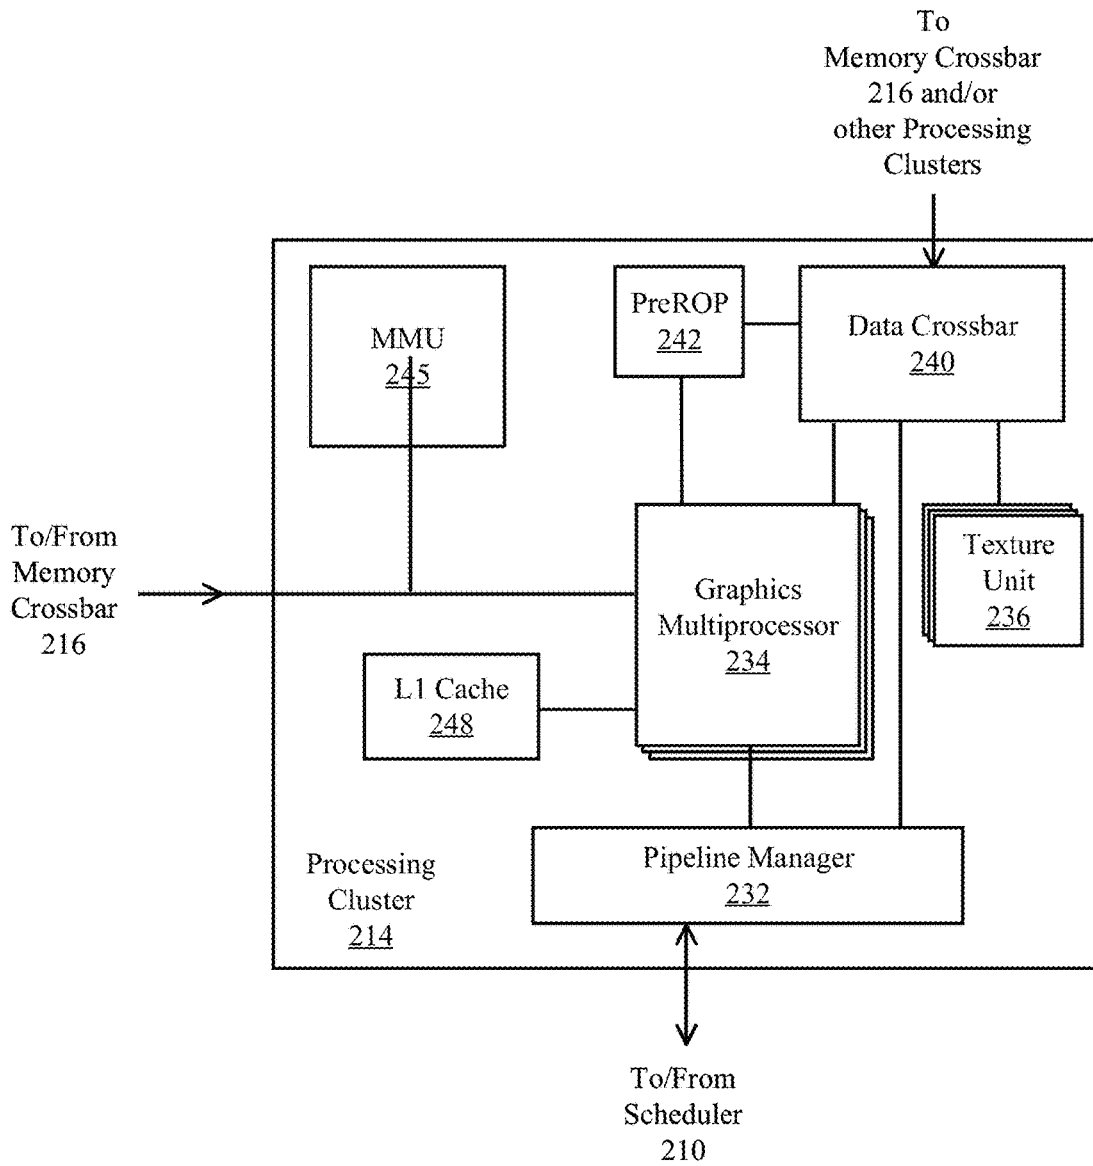 To
Memory Crossbar
216 and/or
other Processing
Clusters
MMU
245
PreROP
242
Data Crossbar
240
To/From
Memory
Crossbar
216
Graphics
Multiprocessor
234
Texture
Unit
236
L1 Cache
248
Pipeline Manager
232
Processing
Cluster
214
To/From
Scheduler
210